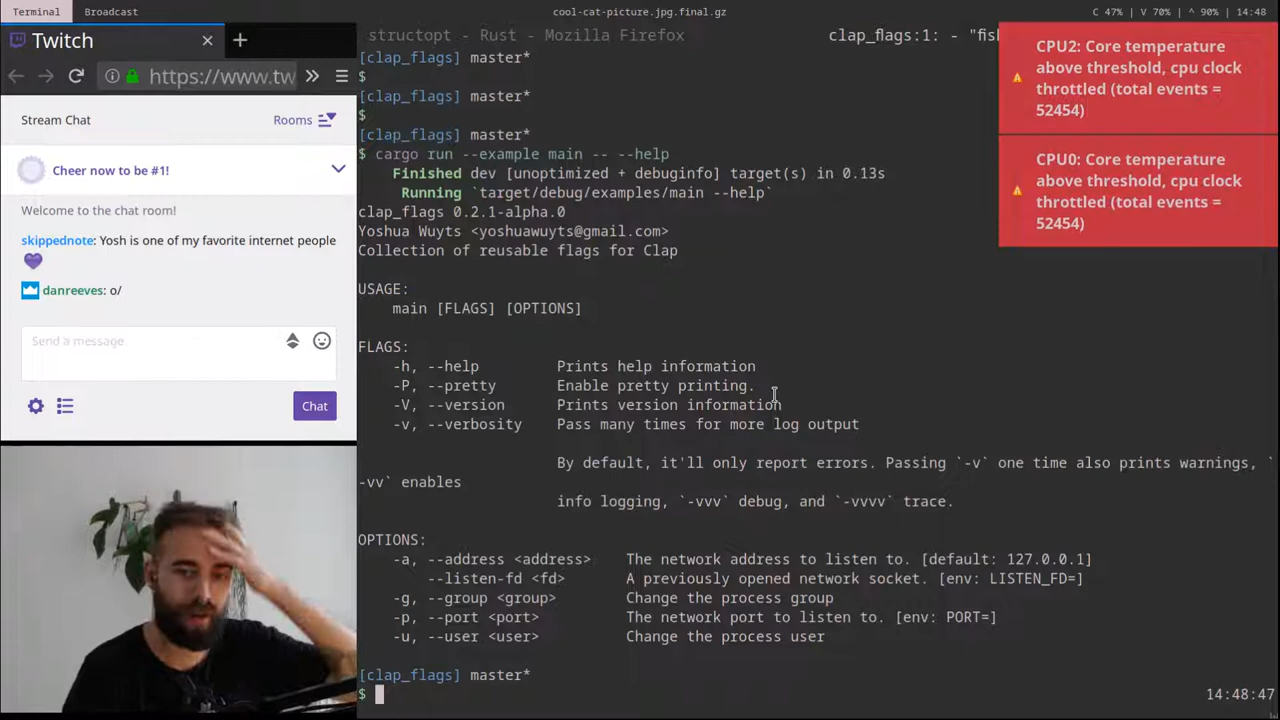 Terminal
Broadcast
cool-cat-picture.jpg.final.gz
C 47% | V 70% | ^ 90% | 14:48
Twitch
structopt - Rust - Mozilla Firefox
clap_flags:1: - "fis
https://www.tw
[clap_flags] master*
$
[clap_flags] master*
$
[clap_flags] master*
$ cargo run --example main -- --help
Finished dev [unoptimized + debuginfo] target(s) in 0.13s
Running `target/debug/examples/main --help`
clap_flags 0.2.1-alpha.0
Yoshua Wuyts <yoshuawuyts@gmail.com>
Collection of reusable flags for Clap
USAGE:
main [FLAGS] [OPTIONS]
FLAGS:
-h, --help Prints help information
-P, --pretty Enable pretty printing.
-V, --version Prints version information
-v, --verbosity Pass many times for more log output
By default, it'll only report errors. Passing `-v` one time also prints warnings, `
-vv` enables
info logging, `-vvv` debug, and `-vvvv` trace.
OPTIONS:
-a, --address <address> The network address to listen to. [default: 127.0.0.1]
--listen-fd <fd> A previously opened network socket. [env: LISTEN_FD=]
-g, --group <group> Change the process group
-p, --port <port> The network port to listen to. [env: PORT=]
-u, --user <user> Change the process user
[clap_flags] master*
$
14:48:47
CPU2: Core temperature
above threshold, cpu clock
throttled (total events =
52454)
CPU0: Core temperature
above threshold, cpu clock
throttled (total events =
52454)
Stream Chat
Rooms
Cheer now to be #1!
Welcome to the chat room!
skippednote: Yosh is one of my favorite internet people
danreeves: o/
Send a message
Chat